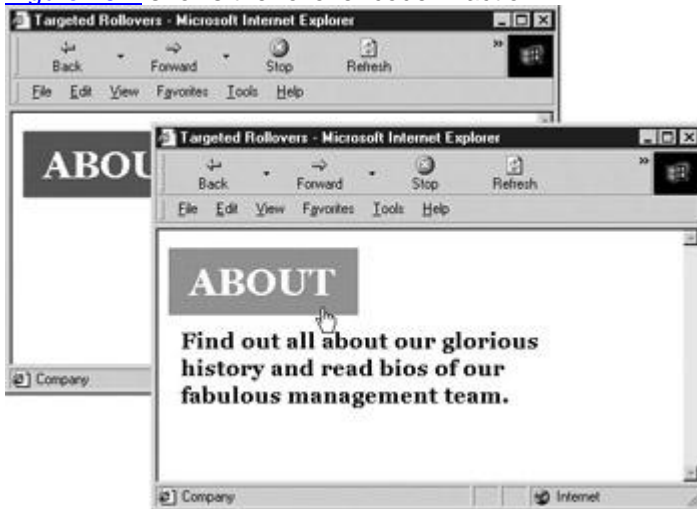 Targeted Rollovers - Microsoft Internet Explorer
Back Forward Stop Refresh »
File Edit View Favorites Tools Help
ABOU
Company
Targeted Rollovers - Microsoft Internet Explorer
Back Forward Stop Refresh »
File Edit View Favorites Tools Help
ABOUT
Find out all about our glorious
history and read bios of our
fabulous management team.
Company Internet